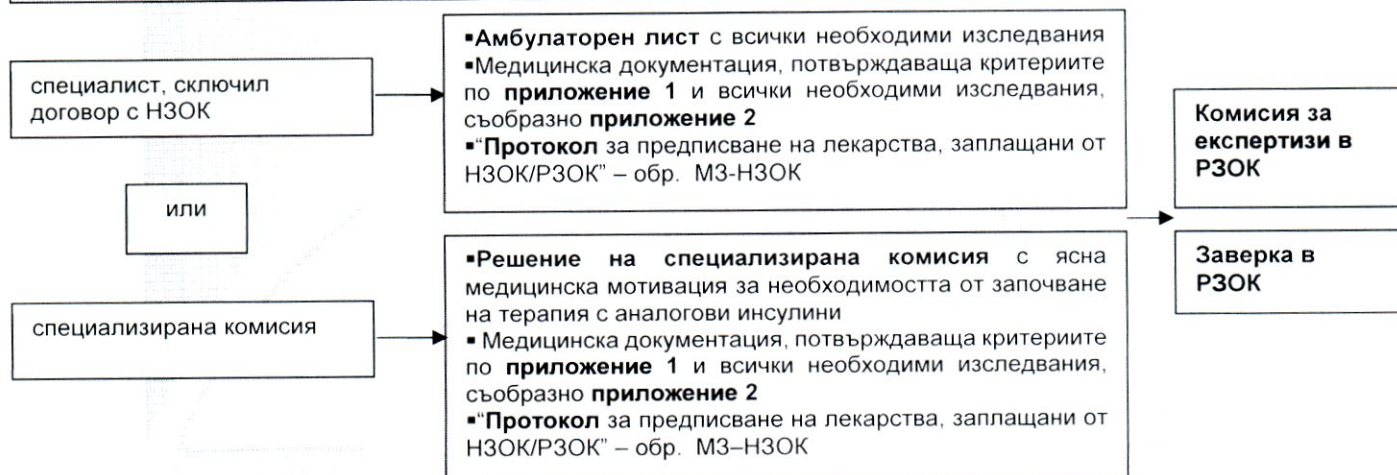 специалист, сключил
договор с НЗОК
▪Амбулаторен лист с всички необходими изследвания
▪Медицинска документация, потвърждаваща критериите
по приложение 1 и всички необходими изследвания,
съобразно приложение 2
▪“Протокол за предписване на лекарства, заплащани от
НЗОК/РЗОК” – обр. МЗ-НЗОК
или
специализирана комисия
▪Решение на специализирана комисия с ясна
медицинска мотивация за необходимостта от започване
на терапия с аналогови инсулини
▪ Медицинска документация, потвърждаваща критериите
по приложение 1 и всички необходими изследвания,
съобразно приложение 2
▪“Протокол за предписване на лекарства, заплащани от
НЗОК/РЗОК” – обр. МЗ–НЗОК
Комисия за
експертизи в
РЗОК
Заверка в
РЗОК